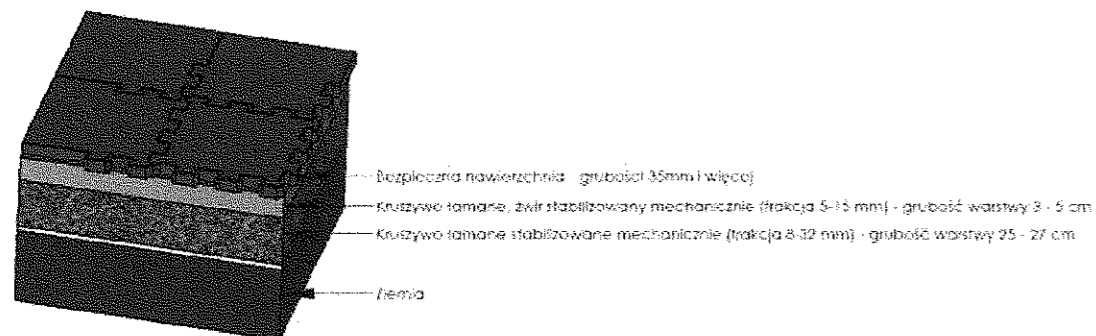 Bezpieczna nawierzchnia - grubości 35mm i więcej
Kruszywo łamane, żwir stabilizowany mechanicznie (frakcja 5-15 mm) - grubość warstwy 3 - 5 cm
Kruszywo łamane stabilizowane mechanicznie (frakcja 8-32 mm) - grubość warstwy 25 - 27 cm
Ziemia